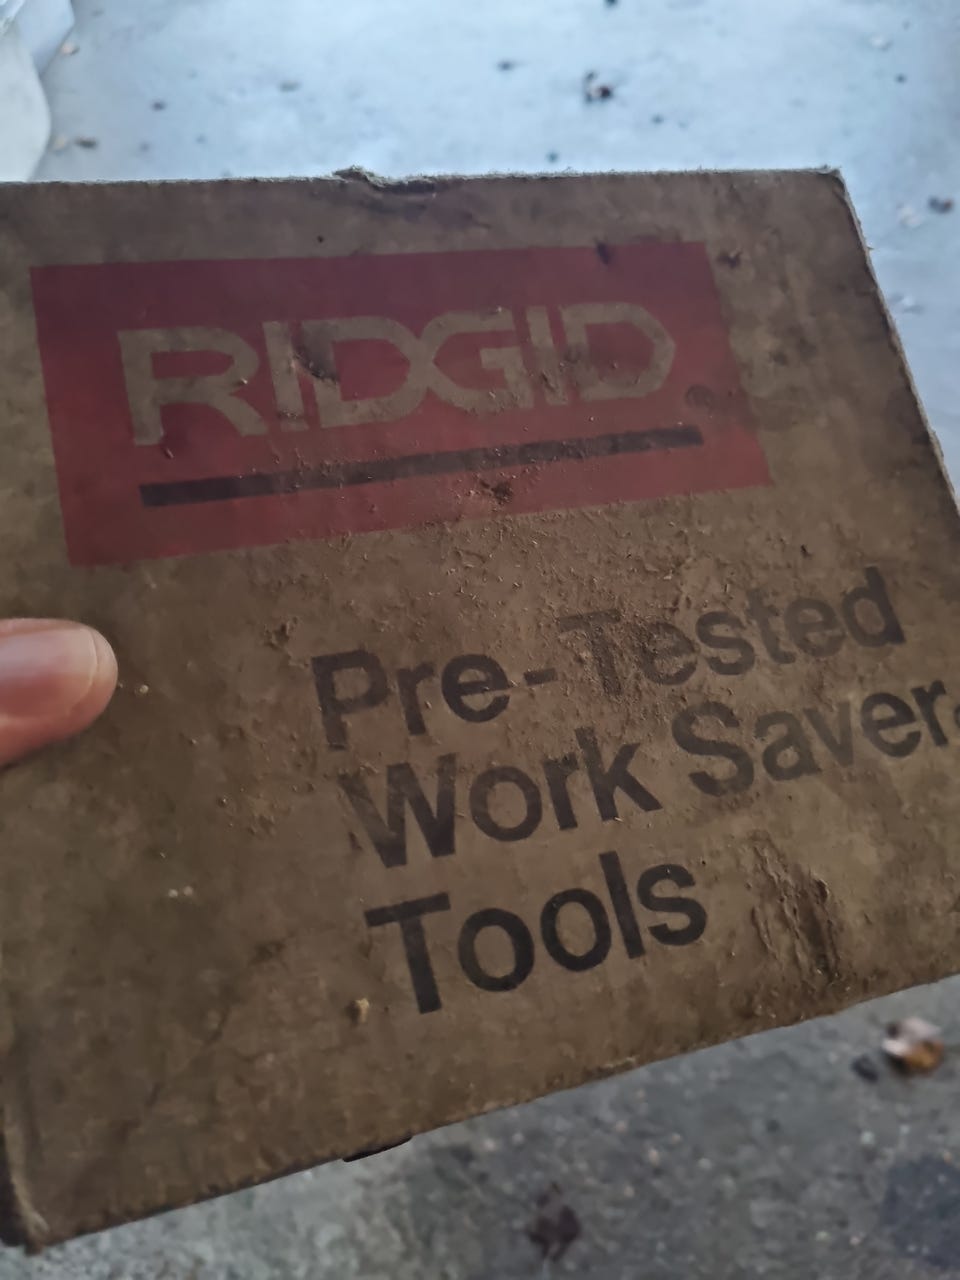 RIDGID
Pre-Tested
Work Saver
Tools